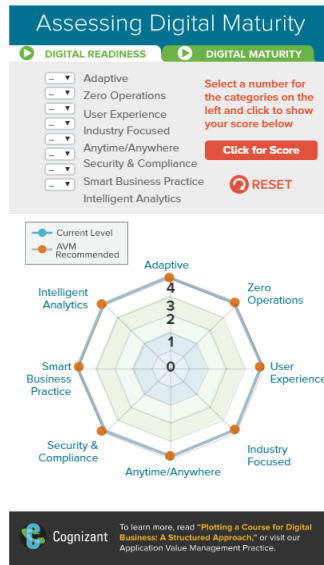 Assessing Digital Maturity
DIGITAL READINESS
DIGITAL MATURITY
-- Adaptive
-- Zero Operations
-- User Experience
-- Industry Focused
-- Anytime/Anywhere
-- Security & Compliance
-- Smart Business Practice
-- Intelligent Analytics
Select a number for
the categories on the
left and click to show
your score below
Click for Score
RESET
Current Level
AVM
Recommended
Adaptive
Zero
Operations
User
Experience
Industry
Focused
Anytime/Anywhere
Security &
Compliance
Smart
Business
Practice
Intelligent
Analytics
4
3
2
1
0
Cognizant
To learn more, read "Plotting a Course for Digital
Business: A Structured Approach," or visit our
Application Value Management Practice.